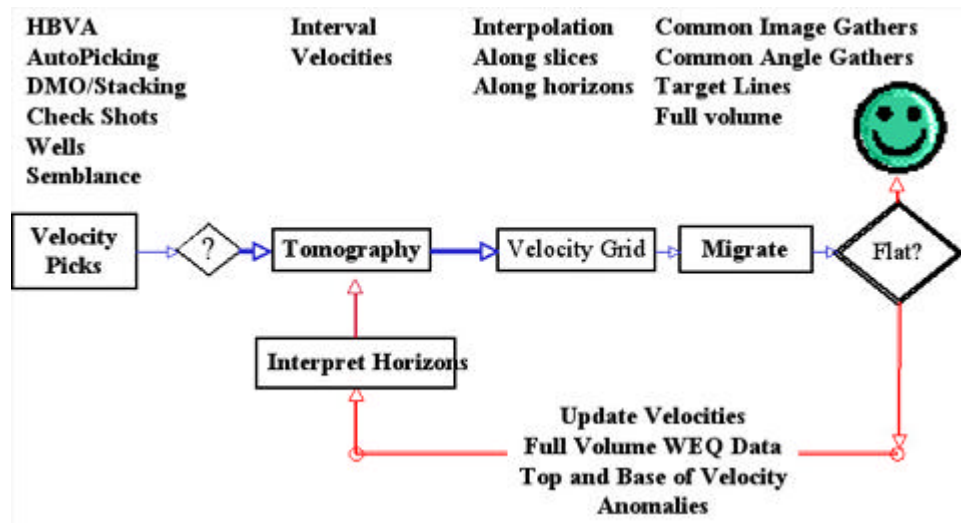 HBVA
AutoPicking
DMO/Stacking
Check Shots
Wells
Semblance
Interval
Velocities
Interpolation
Along slices
Along horizons
Common Image Gathers
Common Angle Gathers
Target Lines
Full volume
Velocity
Picks
?
Tomography
Velocity Grid
Migrate
Flat?
Interpret Horizons
Update Velocities
Full Volume WEQ Data
Top and Base of Velocity
Anomalies